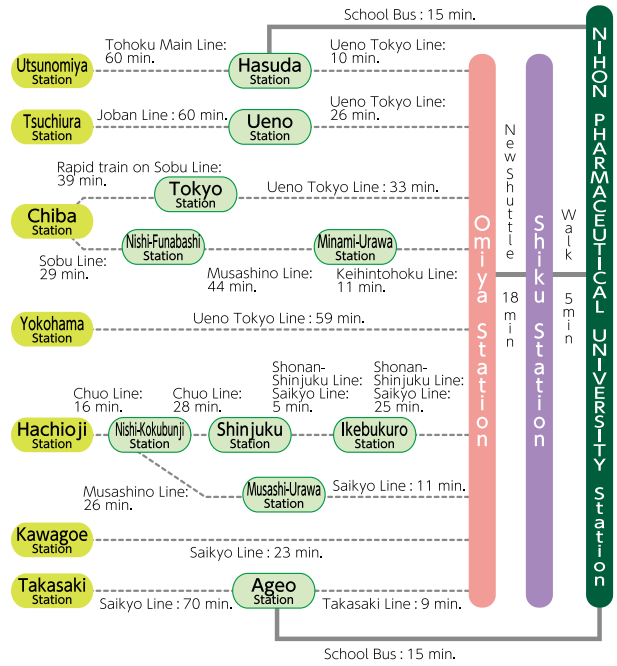 School Bus : 15 min.
Tohoku Main Line:
60 min.
Ueno Tokyo Line:
10 min.
Utsunomiya
Station
Hasuda
Station
Joban Line : 60 min.
Ueno Tokyo Line:
26 min.
Tsuchiura
Station
Ueno
Station
Rapid train on Sobu Line:
39 min.
Tokyo
Station
Ueno Tokyo Line : 33 min.
Chiba
Station
Nishi-Funabashi
Station
Minami-Urawa
Station
Sobu Line:
29 min.
Musashino Line:
44 min.
Keihintohoku Line:
11 min.
Yokohama
Station
Ueno Tokyo Line : 59 min.
Chuo Line:
16 min.
Chuo Line:
28 min.
Shonan-
Shinjuku Line:
Saikyo Line:
5 min.
Shonan-
Shinjuku Line:
Saikyo Line:
25 min.
Hachioji
Station
Nishi-Kokubunji
Station
Shinjuku
Station
Ikebukuro
Station
Musashino Line:
26 min.
Musashi-Urawa
Station
Saikyo Line : 11 min.
Kawagoe
Station
Saikyo Line : 23 min.
Takasaki
Station
Saikyo Line : 70 min.
Ageo
Station
Takasaki Line : 9 min.
School Bus : 15 min.
Omiya Station
New Shuttle
18 min
Shiku Station
Walk
5 min
NIHON PHARMACEUTICAL UNIVERSITY Station